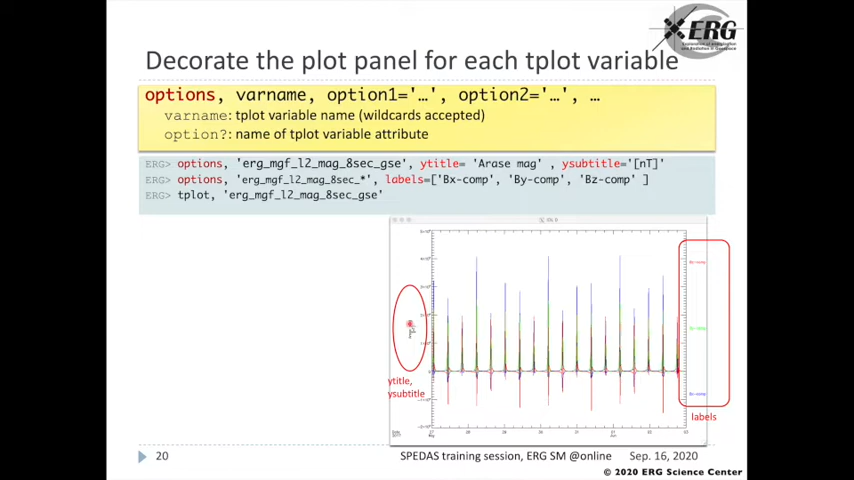 ERG
Decorate the plot panel for each tplot variable
options, varname, option1='…', option2='…', …
varname: tplot variable name (wildcards accepted)
option?: name of tplot variable attribute
ERG> options, 'erg_mgf_l2_mag_8sec_gse', ytitle= 'Arase mag' , ysubtitle='[nT]'
ERG> options, 'erg_mgf_l2_mag_8sec_*', labels=['Bx-comp', 'By-comp', 'Bz-comp' ]
ERG> tplot, 'erg_mgf_l2_mag_8sec_gse'
ytitle,
ysubtitle
labels
20
SPEDAS training session, ERG SM @online
Sep. 16, 2020
© 2020 ERG Science Center